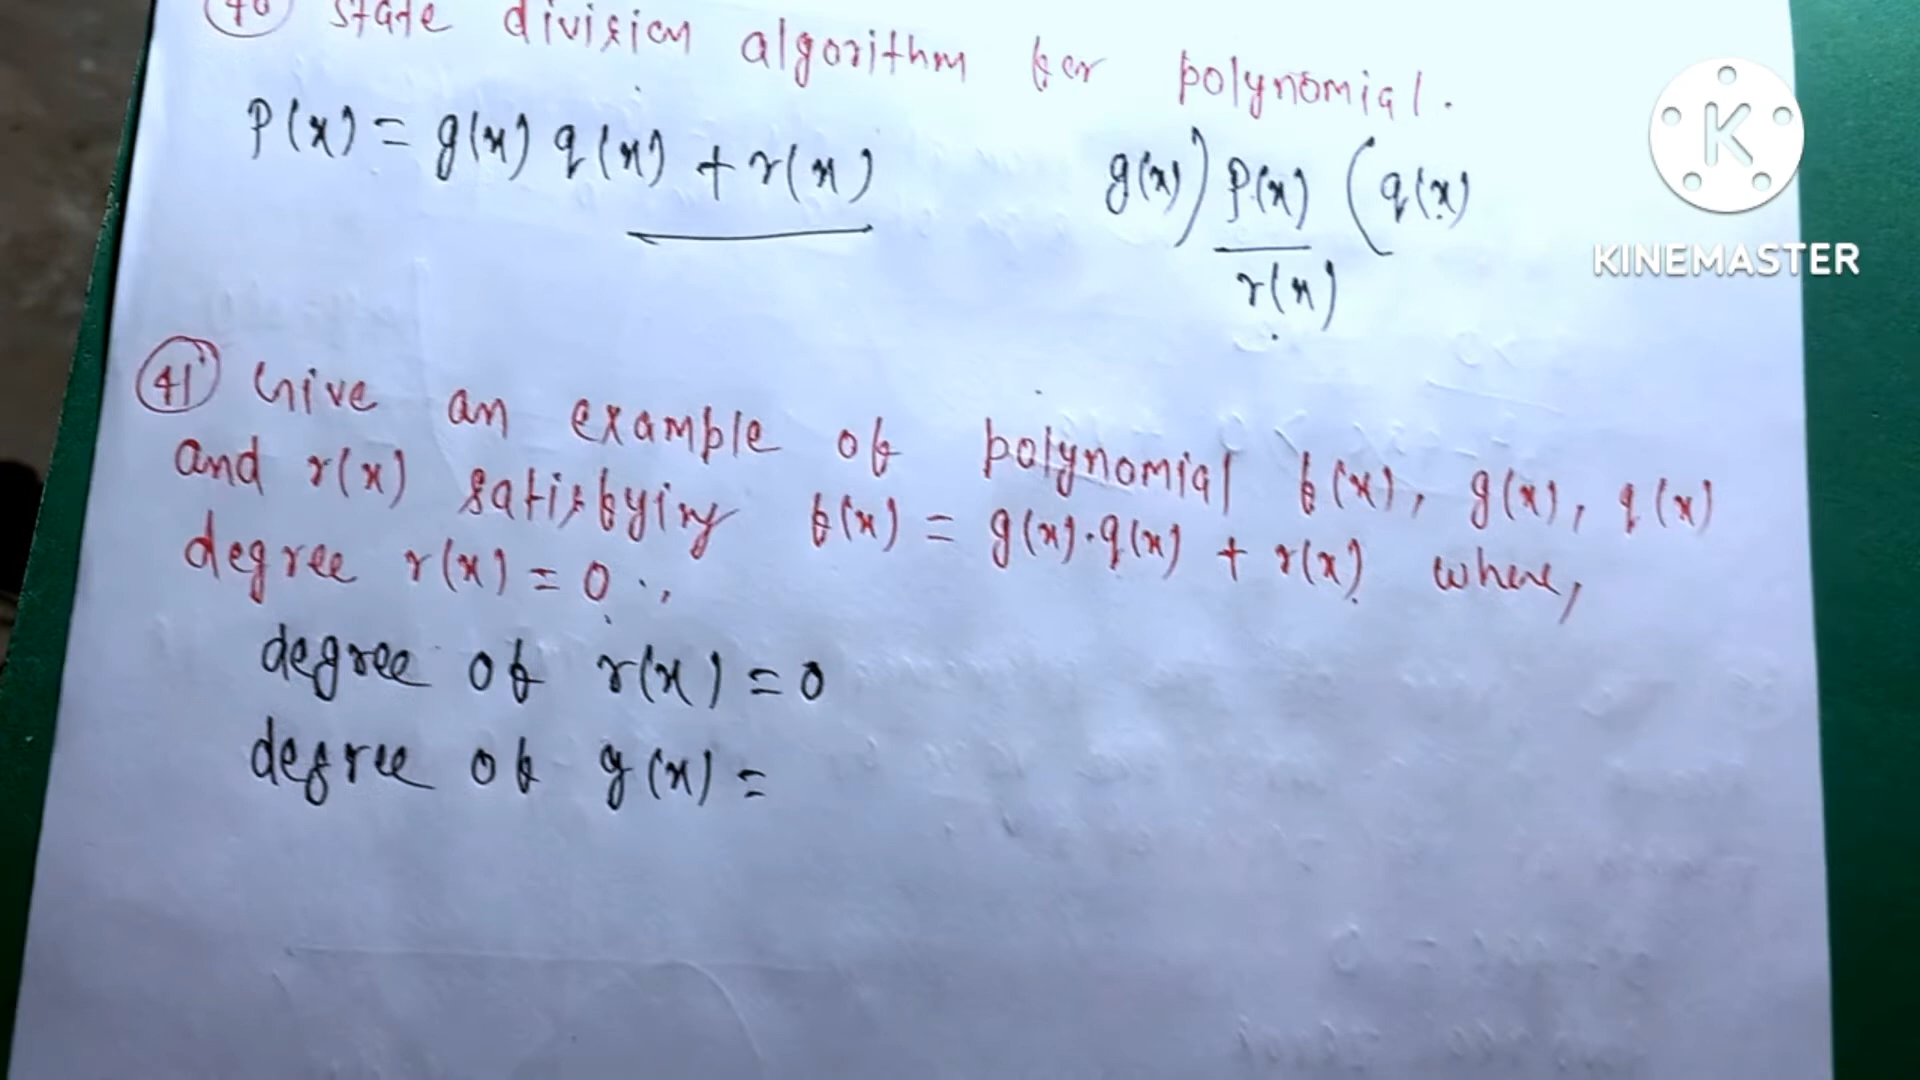 40 State division algorithm for polynomial.
p(x) = g(x) q(x) + r(x)
g(x) ) p(x) ( q(x)
r(x)
K
KINEMASTER
41 Give an example of polynomial f(x), g(x), q(x)
and r(x) satisfying f(x) = g(x).q(x) + r(x) where,
degree r(x) = 0.,
degree of r(x) = 0
degree of g(x) =